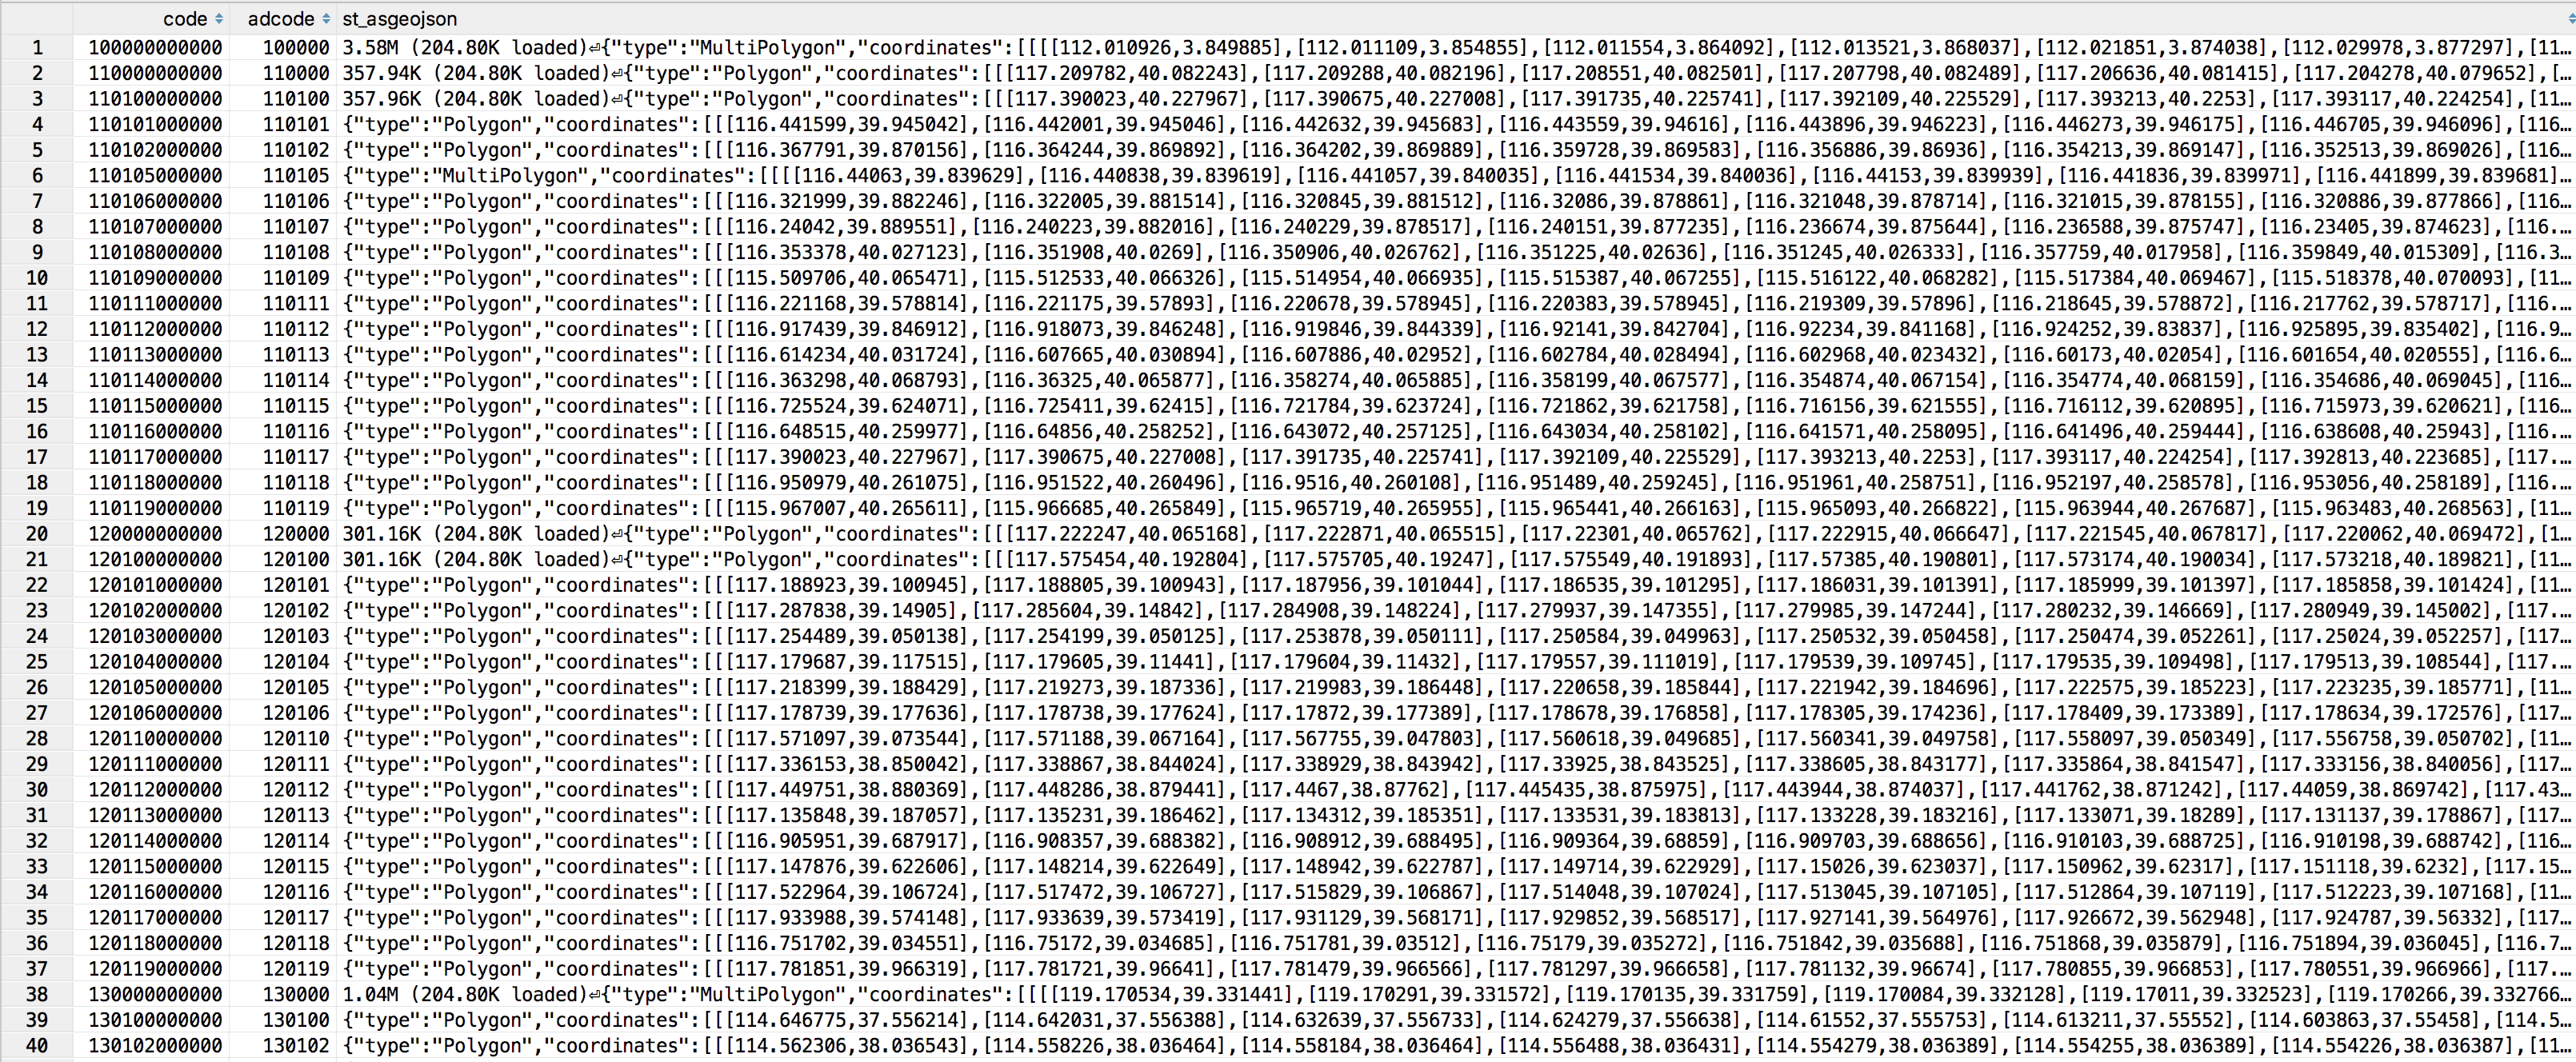 code adcode st_asgeojson
1 100000000000 100000 3.58M (204.80K loaded)⏎{"type":"MultiPolygon","coordinates":[[[[112.010926,3.849885],[112.011109,3.854855],[112.011554,3.864092],[112.013521,3.868037],[112.021851,3.874038],[112.029978,3.877297],[11…
2 110000000000 110000 357.94K (204.80K loaded)⏎{"type":"Polygon","coordinates":[[[117.209782,40.082243],[117.209288,40.082196],[117.208551,40.082501],[117.207798,40.082489],[117.206636,40.081415],[117.204278,40.079652],[…
3 110100000000 110100 357.96K (204.80K loaded)⏎{"type":"Polygon","coordinates":[[[117.390023,40.227967],[117.390675,40.227008],[117.391735,40.225741],[117.392109,40.225529],[117.393213,40.2253],[117.393117,40.224254],[11…
4 110101000000 110101 {"type":"Polygon","coordinates":[[[116.441599,39.945042],[116.442001,39.945046],[116.442632,39.945683],[116.443559,39.94616],[116.443896,39.946223],[116.446273,39.946175],[116.446705,39.946096],[116…
5 110102000000 110102 {"type":"Polygon","coordinates":[[[116.367791,39.870156],[116.364244,39.869892],[116.364202,39.869889],[116.359728,39.869583],[116.356886,39.86936],[116.354213,39.869147],[116.352513,39.869026],[116…
6 110105000000 110105 {"type":"MultiPolygon","coordinates":[[[[116.44063,39.839629],[116.440838,39.839619],[116.441057,39.840035],[116.441534,39.840036],[116.44153,39.839939],[116.441836,39.839971],[116.441899,39.839681]…
7 110106000000 110106 {"type":"Polygon","coordinates":[[[116.321999,39.882246],[116.322005,39.881514],[116.320845,39.881512],[116.32086,39.878861],[116.321048,39.878714],[116.321015,39.878155],[116.320886,39.877866],[116…
8 110107000000 110107 {"type":"Polygon","coordinates":[[[116.24042,39.889551],[116.240223,39.882016],[116.240229,39.878517],[116.240151,39.877235],[116.236674,39.875644],[116.236588,39.875747],[116.23405,39.874623],[116.…
9 110108000000 110108 {"type":"Polygon","coordinates":[[[116.353378,40.027123],[116.351908,40.0269],[116.350906,40.026762],[116.351225,40.02636],[116.351245,40.026333],[116.357759,40.017958],[116.359849,40.015309],[116.3…
10 110109000000 110109 {"type":"Polygon","coordinates":[[[115.509706,40.065471],[115.512533,40.066326],[115.514954,40.066935],[115.515387,40.067255],[115.516122,40.068282],[115.517384,40.069467],[115.518378,40.070093],[11…
11 110111000000 110111 {"type":"Polygon","coordinates":[[[116.221168,39.578814],[116.221175,39.57893],[116.220678,39.578945],[116.220383,39.578945],[116.219309,39.57896],[116.218645,39.578872],[116.217762,39.578717],[116.…
12 110112000000 110112 {"type":"Polygon","coordinates":[[[116.917439,39.846912],[116.918073,39.846248],[116.919846,39.844339],[116.92141,39.842704],[116.92234,39.841168],[116.924252,39.83837],[116.925895,39.835402],[116.9…
13 110113000000 110113 {"type":"Polygon","coordinates":[[[116.614234,40.031724],[116.607665,40.030894],[116.607886,40.02952],[116.602784,40.028494],[116.602968,40.023432],[116.60173,40.02054],[116.601654,40.020555],[116.6…
14 110114000000 110114 {"type":"Polygon","coordinates":[[[116.363298,40.068793],[116.36325,40.065877],[116.358274,40.065885],[116.358199,40.067577],[116.354874,40.067154],[116.354774,40.068159],[116.354686,40.069045],[116…
15 110115000000 110115 {"type":"Polygon","coordinates":[[[116.725524,39.624071],[116.725411,39.62415],[116.721784,39.623724],[116.721862,39.621758],[116.716156,39.621555],[116.716112,39.620895],[116.715973,39.620621],[116…
16 110116000000 110116 {"type":"Polygon","coordinates":[[[116.648515,40.259977],[116.64856,40.258252],[116.643072,40.257125],[116.643034,40.258102],[116.641571,40.258095],[116.641496,40.259444],[116.638608,40.25943],[116.…
17 110117000000 110117 {"type":"Polygon","coordinates":[[[117.390023,40.227967],[117.390675,40.227008],[117.391735,40.225741],[117.392109,40.225529],[117.393213,40.2253],[117.393117,40.224254],[117.392813,40.223685],[117.…
18 110118000000 110118 {"type":"Polygon","coordinates":[[[116.950979,40.261075],[116.951522,40.260496],[116.9516,40.260108],[116.951489,40.259245],[116.951961,40.258751],[116.952197,40.258578],[116.953056,40.258189],[116.…
19 110119000000 110119 {"type":"Polygon","coordinates":[[[115.967007,40.265611],[115.966685,40.265849],[115.965719,40.265955],[115.965441,40.266163],[115.965093,40.266822],[115.963944,40.267687],[115.963483,40.268563],[11…
20 120000000000 120000 301.16K (204.80K loaded)⏎{"type":"Polygon","coordinates":[[[117.222247,40.065168],[117.222871,40.065515],[117.22301,40.065762],[117.222915,40.066647],[117.221545,40.067817],[117.220062,40.069472],[1…
21 120100000000 120100 301.16K (204.80K loaded)⏎{"type":"Polygon","coordinates":[[[117.575454,40.192804],[117.575705,40.19247],[117.575549,40.191893],[117.57385,40.190801],[117.573174,40.190034],[117.573218,40.189821],[11…
22 120101000000 120101 {"type":"Polygon","coordinates":[[[117.188923,39.100945],[117.188805,39.100943],[117.187956,39.101044],[117.186535,39.101295],[117.186031,39.101391],[117.185999,39.101397],[117.185858,39.101424],[11…
23 120102000000 120102 {"type":"Polygon","coordinates":[[[117.287838,39.14905],[117.285604,39.14842],[117.284908,39.148224],[117.279937,39.147355],[117.279985,39.147244],[117.280232,39.146669],[117.280949,39.145002],[117.…
24 120103000000 120103 {"type":"Polygon","coordinates":[[[117.254489,39.050138],[117.254199,39.050125],[117.253878,39.050111],[117.250584,39.049963],[117.250532,39.050458],[117.250474,39.052261],[117.25024,39.052257],[117…
25 120104000000 120104 {"type":"Polygon","coordinates":[[[117.179687,39.117515],[117.179605,39.11441],[117.179604,39.11432],[117.179557,39.111019],[117.179539,39.109745],[117.179535,39.109498],[117.179513,39.108544],[117.…
26 120105000000 120105 {"type":"Polygon","coordinates":[[[117.218399,39.188429],[117.219273,39.187336],[117.219983,39.186448],[117.220658,39.185844],[117.221942,39.184696],[117.222575,39.185223],[117.223235,39.185771],[11…
27 120106000000 120106 {"type":"Polygon","coordinates":[[[117.178739,39.177636],[117.178738,39.177624],[117.17872,39.177389],[117.178678,39.176858],[117.178305,39.174236],[117.178409,39.173389],[117.178634,39.172576],[117…
28 120110000000 120110 {"type":"Polygon","coordinates":[[[117.571097,39.073544],[117.571188,39.067164],[117.567755,39.047803],[117.560618,39.049685],[117.560341,39.049758],[117.558097,39.050349],[117.556758,39.050702],[11…
29 120111000000 120111 {"type":"Polygon","coordinates":[[[117.336153,38.850042],[117.338867,38.844024],[117.338929,38.843942],[117.33925,38.843525],[117.338605,38.843177],[117.335864,38.841547],[117.333156,38.840056],[117…
30 120112000000 120112 {"type":"Polygon","coordinates":[[[117.449751,38.880369],[117.448286,38.879441],[117.4467,38.87762],[117.445435,38.875975],[117.443944,38.874037],[117.441762,38.871242],[117.44059,38.869742],[117.43…
31 120113000000 120113 {"type":"Polygon","coordinates":[[[117.135848,39.187057],[117.135231,39.186462],[117.134312,39.185351],[117.133531,39.183813],[117.133228,39.183216],[117.133071,39.18289],[117.131137,39.178867],[117…
32 120114000000 120114 {"type":"Polygon","coordinates":[[[116.905951,39.687917],[116.908357,39.688382],[116.908912,39.688495],[116.909364,39.68859],[116.909703,39.688656],[116.910103,39.688725],[116.910198,39.688742],[116…
33 120115000000 120115 {"type":"Polygon","coordinates":[[[117.147876,39.622606],[117.148214,39.622649],[117.148942,39.622787],[117.149714,39.622929],[117.15026,39.623037],[117.150962,39.62317],[117.151118,39.6232],[117.15…
34 120116000000 120116 {"type":"Polygon","coordinates":[[[117.522964,39.106724],[117.517472,39.106727],[117.515829,39.106867],[117.514048,39.107024],[117.513045,39.107105],[117.512864,39.107119],[117.512223,39.107168],[11…
35 120117000000 120117 {"type":"Polygon","coordinates":[[[117.933988,39.574148],[117.933639,39.573419],[117.931129,39.568171],[117.929852,39.568517],[117.927141,39.564976],[117.926672,39.562948],[117.924787,39.56332],[117…
36 120118000000 120118 {"type":"Polygon","coordinates":[[[116.751702,39.034551],[116.75172,39.034685],[116.751781,39.03512],[116.75179,39.035272],[116.751842,39.035688],[116.751868,39.035879],[116.751894,39.036045],[116.7…
37 120119000000 120119 {"type":"Polygon","coordinates":[[[117.781851,39.966319],[117.781721,39.96641],[117.781479,39.966566],[117.781297,39.966658],[117.781132,39.96674],[117.780855,39.966853],[117.780551,39.966966],[117.…
38 130000000000 130000 1.04M (204.80K loaded)⏎{"type":"MultiPolygon","coordinates":[[[[119.170534,39.331441],[119.170291,39.331572],[119.170135,39.331759],[119.170084,39.332128],[119.17011,39.332523],[119.170266,39.332766…
39 130100000000 130100 {"type":"Polygon","coordinates":[[[114.646775,37.556214],[114.642031,37.556388],[114.632639,37.556733],[114.624279,37.556638],[114.61552,37.555753],[114.613211,37.55552],[114.603863,37.55458],[114.5…
40 130102000000 130102 {"type":"Polygon","coordinates":[[[114.562306,38.036543],[114.558226,38.036464],[114.558184,38.036464],[114.556488,38.036431],[114.554279,38.036389],[114.554255,38.036389],[114.554226,38.036387],[11…